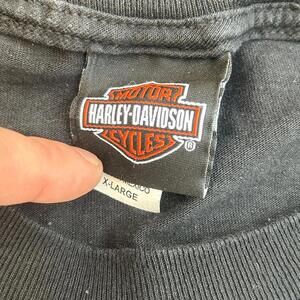 MOTOR
HARLEY-DAVIDSON
CYCLES
®
X-LARGE